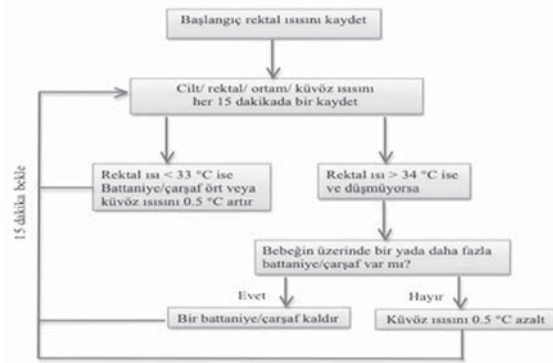 Başlangıç rektal ısısını kaydet
Cilt/ rektal/ ortam/ küvöz ısısını
her 15 dakikada bir kaydet
Rektal ısı < 33 °C ise
Battaniye/çarşaf ört veya
küvöz ısısını 0.5 °C artır
Rektal ısı > 34 °C ise
ve düşmüyorsa
15 dakika bekle
Bebeğin üzerinde bir yada daha fazla
battaniye/çarşaf var mı?
Evet
Hayır
Bir battaniye/çarşaf kaldır
Küvöz ısısını 0.5 °C azalt